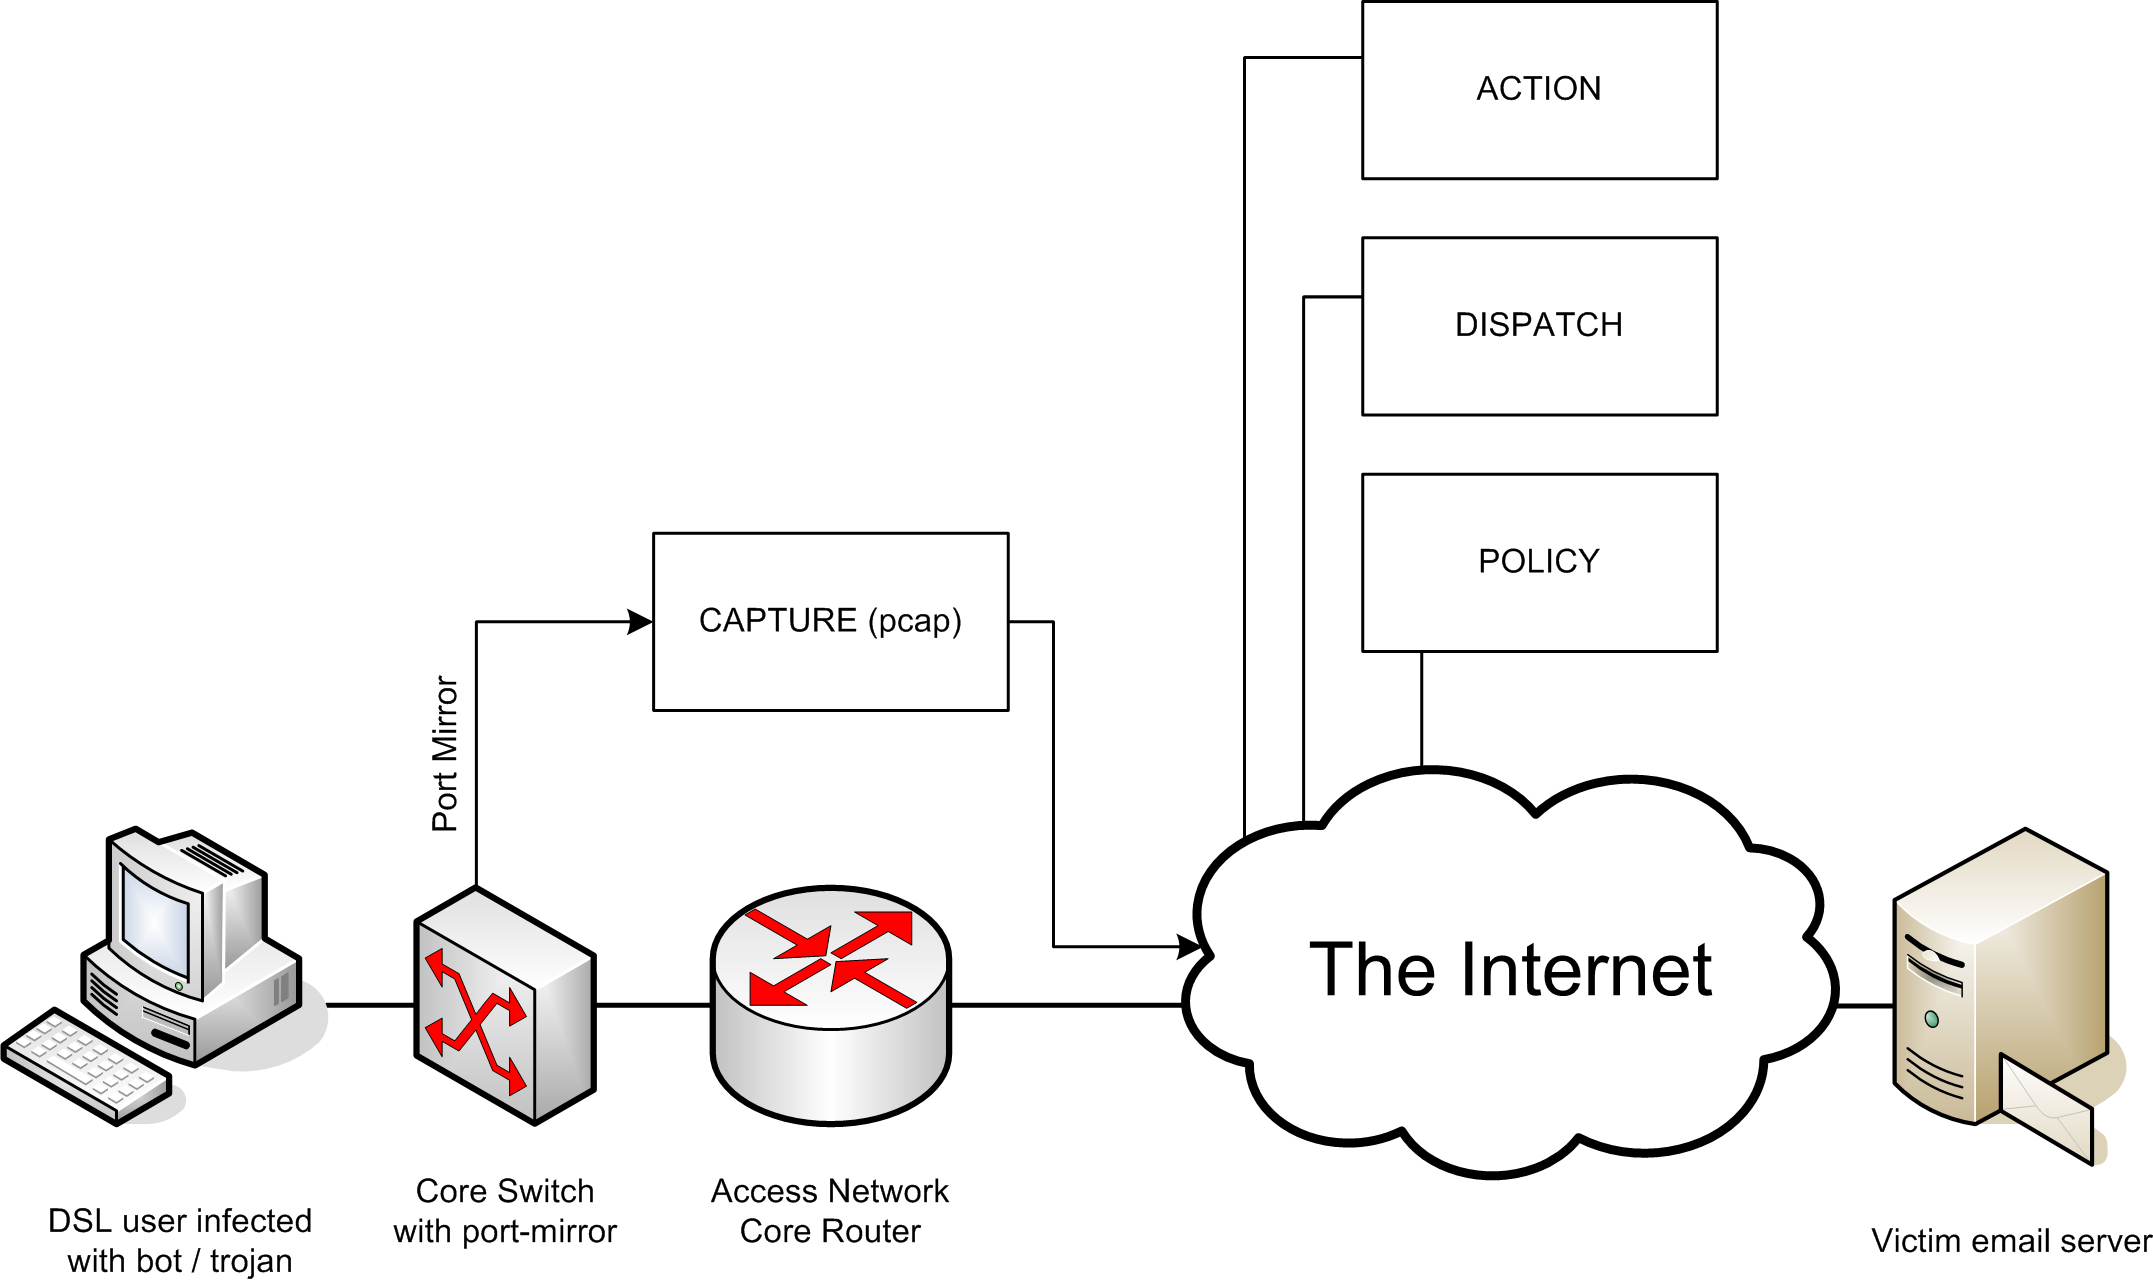 ACTION
DISPATCH
POLICY
CAPTURE (pcap)
Port Mirror
The Internet
Core Switch
with port-mirror
Access Network
Core Router
DSL user infected
with bot / trojan
Victim email server